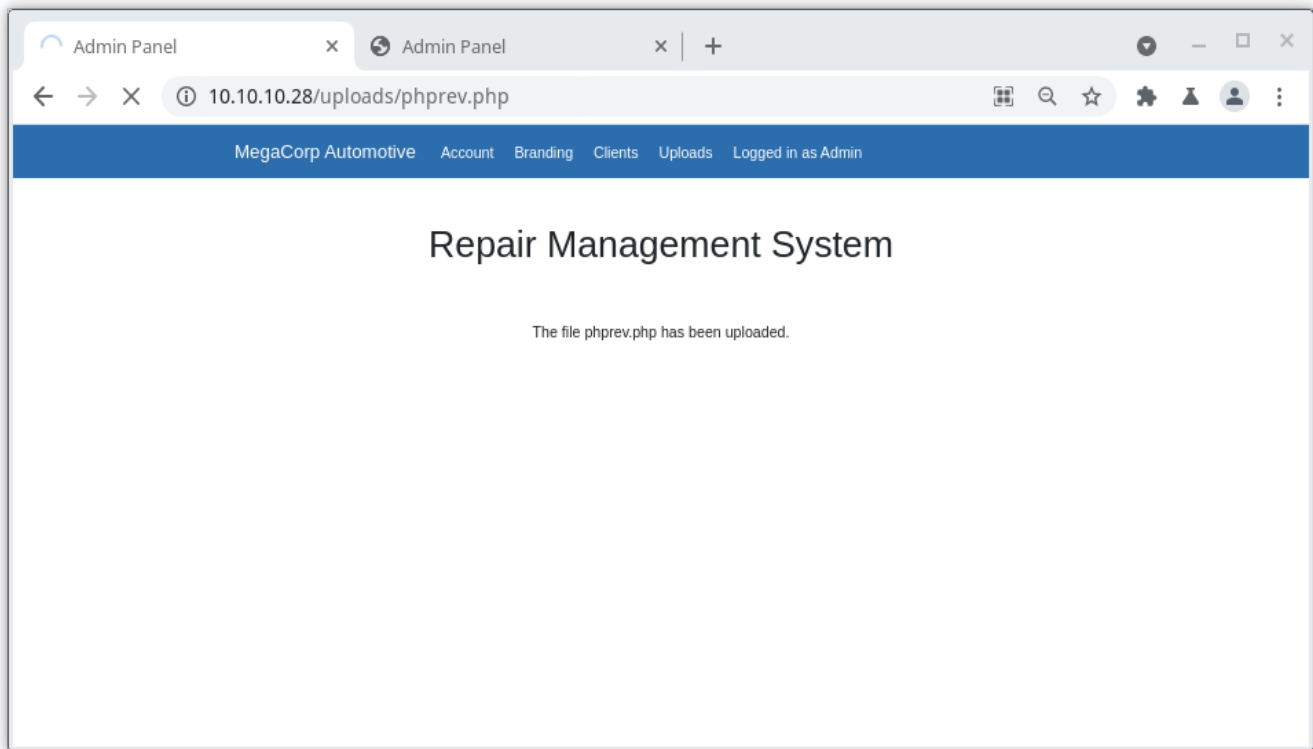 Admin Panel
Admin Panel
10.10.10.28/uploads/phprev.php
MegaCorp Automotive Account Branding Clients Uploads Logged in as Admin
Repair Management System
The file phprev.php has been uploaded.